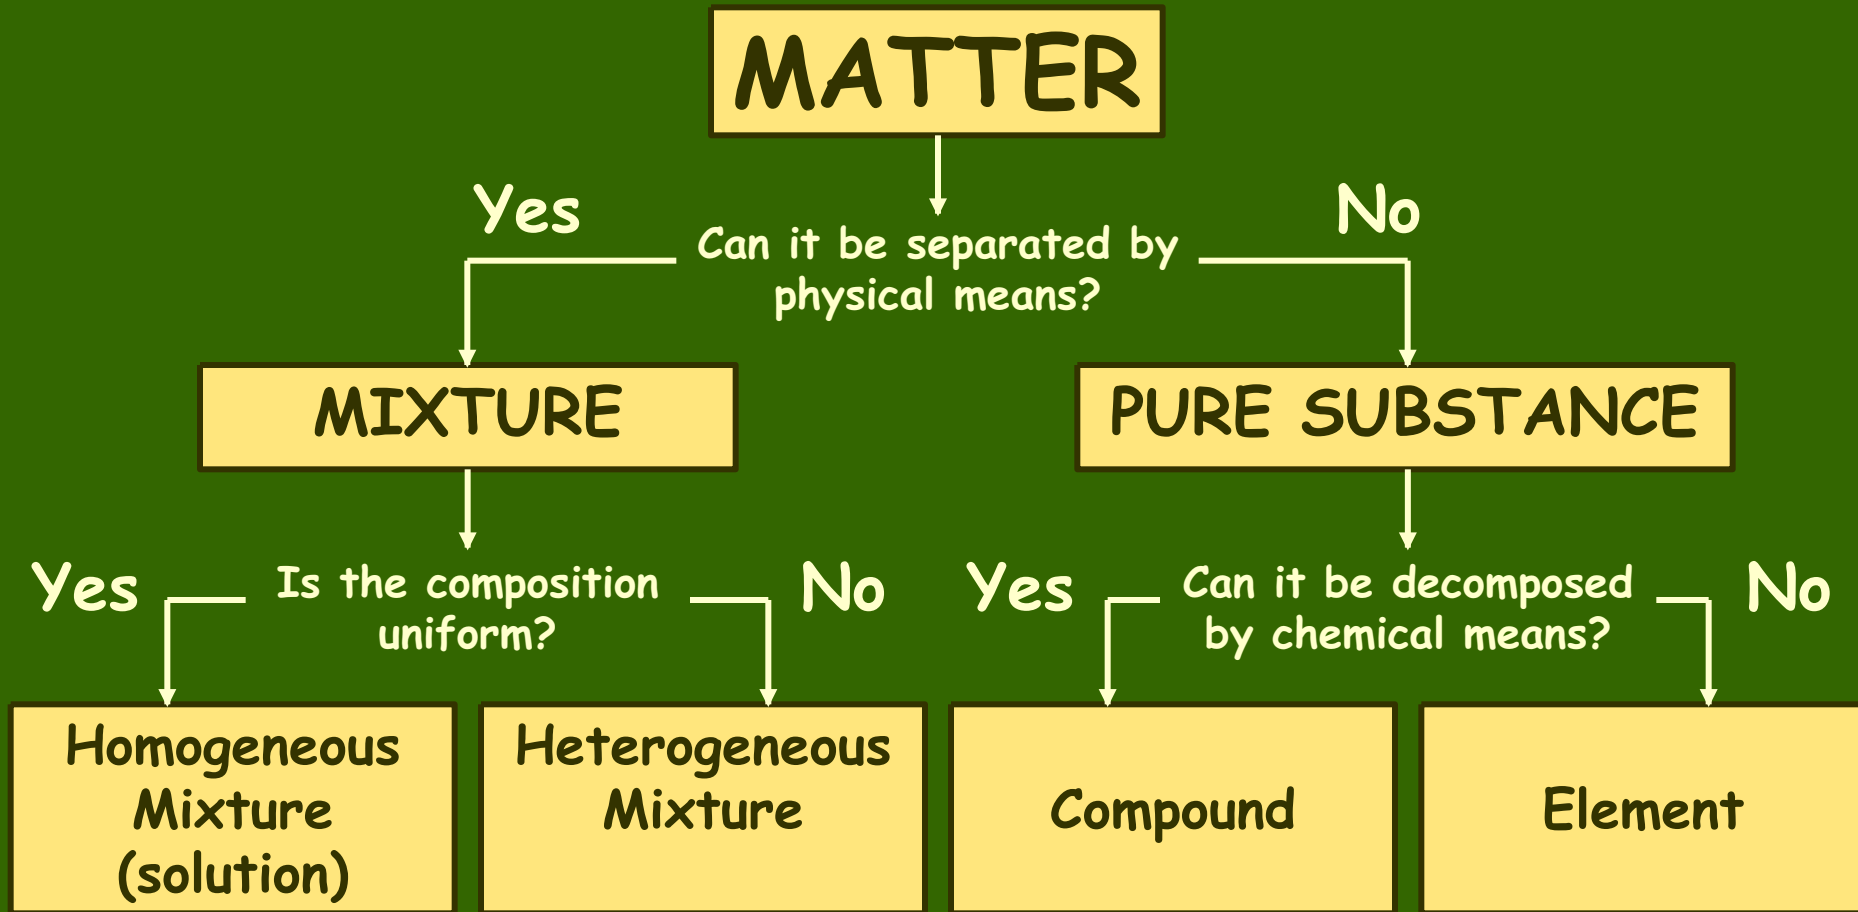 MATTER
Yes
No
Can it be separated by
physical means?
MIXTURE
PURE SUBSTANCE
Yes
Is the composition
uniform?
No
Yes
Can it be decomposed
by chemical means?
No
Homogeneous
Mixture
(solution)
Heterogeneous
Mixture
Compound
Element